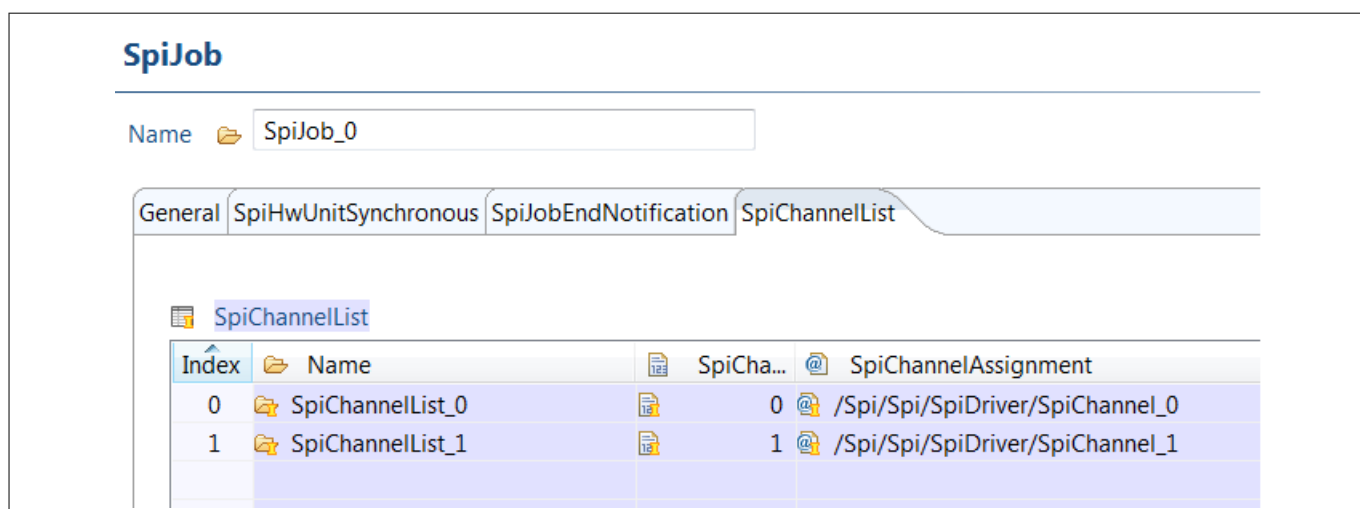 SpiJob
Name SpiJob_0
General SpiHwUnitSynchronous SpiJobEndNotification SpiChannelList
SpiChannelList
Index Name SpiCha... SpiChannelAssignment
0 SpiChannelList_0 0 /Spi/Spi/SpiDriver/SpiChannel_0
1 SpiChannelList_1 1 /Spi/Spi/SpiDriver/SpiChannel_1